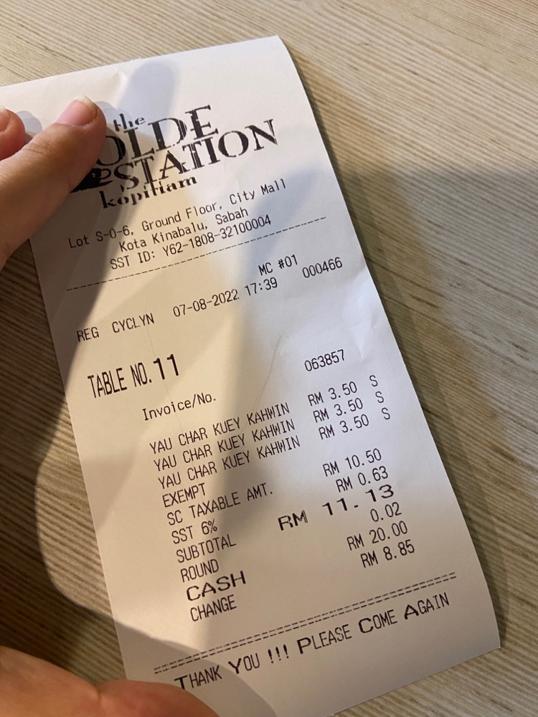 the
OLDE
STATION
kopitiam
Lot S-0-6, Ground Floor, City Mall
Kota Kinabalu, Sabah
SST ID: Y62-1808-32100004
MC #01
REG CYCLYN 07-08-2022 17:39 000466
TABLE NO. 11
Invoice/No. 063857
YAU CHAR KUEY KAHWIN RM 3.50 S
YAU CHAR KUEY KAHWIN RM 3.50 S
YAU CHAR KUEY KAHWIN RM 3.50 S
EXEMPT
SC TAXABLE AMT. RM 10.50
SST 6% RM 0.63
SUBTOTAL RM 11.13
ROUND 0.02
CASH RM 20.00
CHANGE RM 8.85
THANK YOU !!! PLEASE COME AGAIN